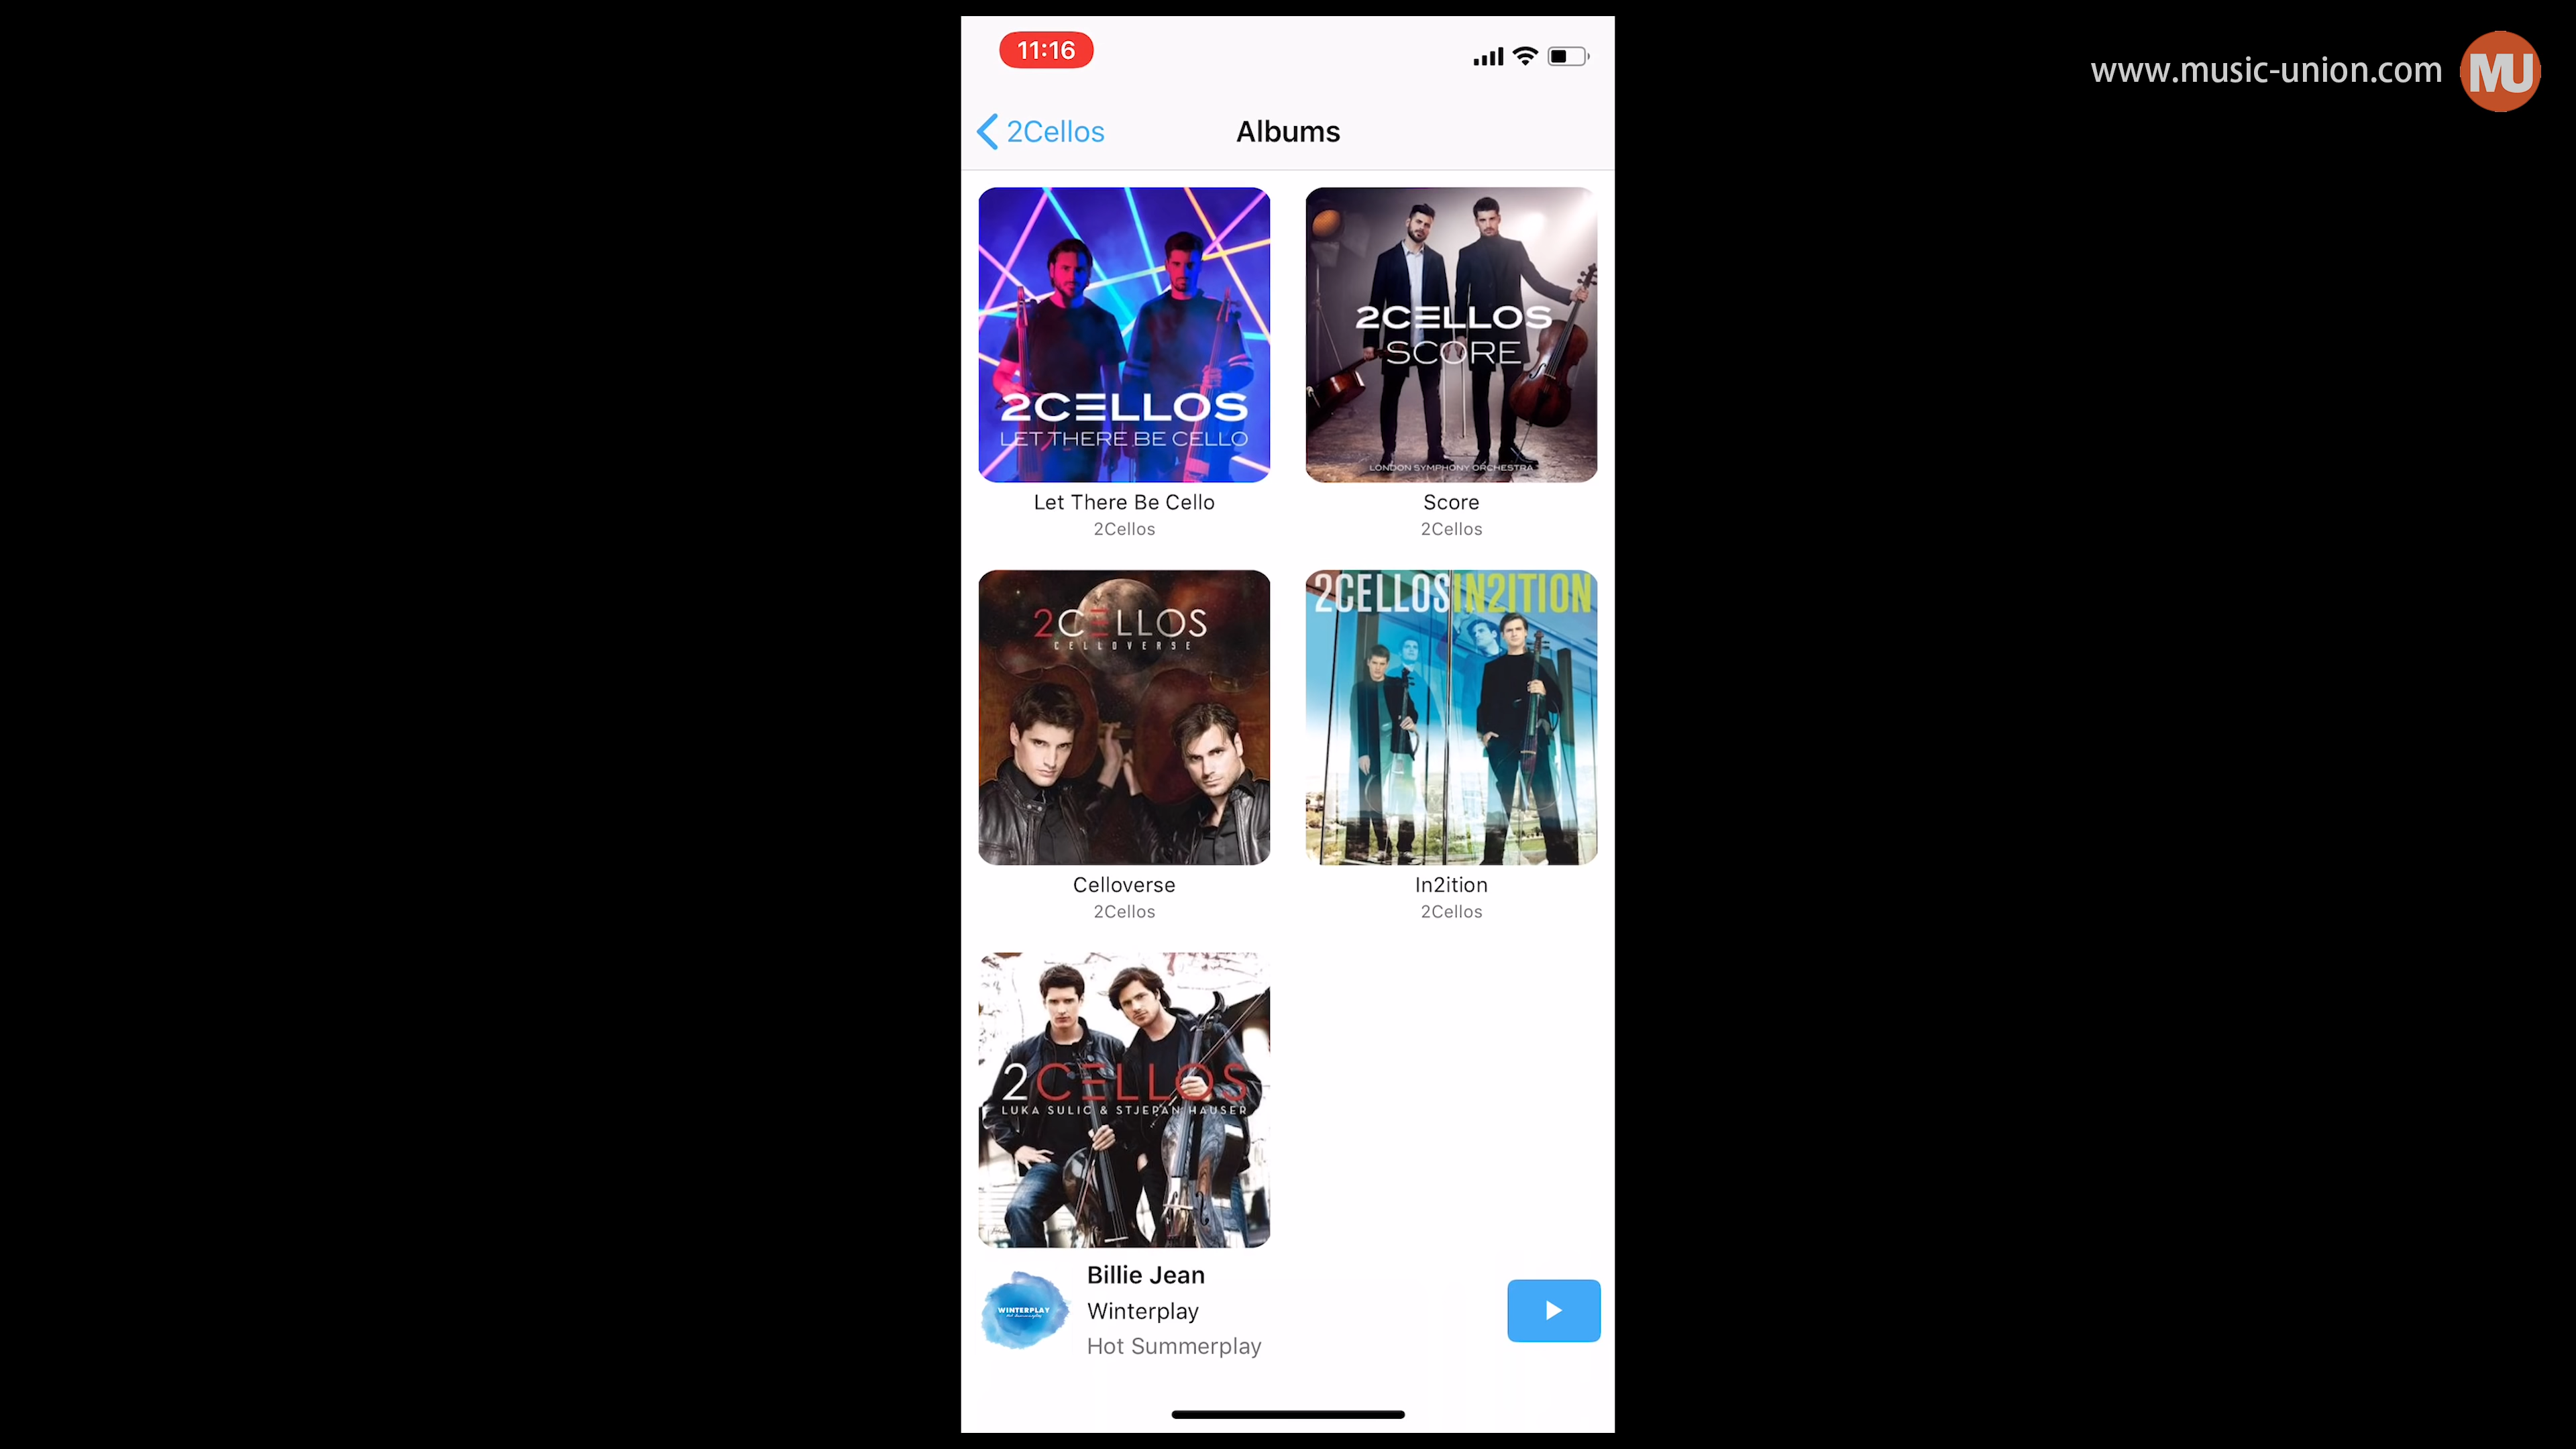 www.music-union.com MU
11:16
2Cellos
Albums
2CELLOS
LET THERE BE CELLO
2CELLOS
SCORE
LONDON SYMPHONY ORCHESTRA
Let There Be Cello
2Cellos
Score
2Cellos
2CELLOS
CELLOVERSE
2CELLOS IN2ITION
Celloverse
2Cellos
In2ition
2Cellos
2CELLOS
LUKA SULIC & STJEPAN HAUSER
WINTERPLAY
Billie Jean
Winterplay
Hot Summerplay